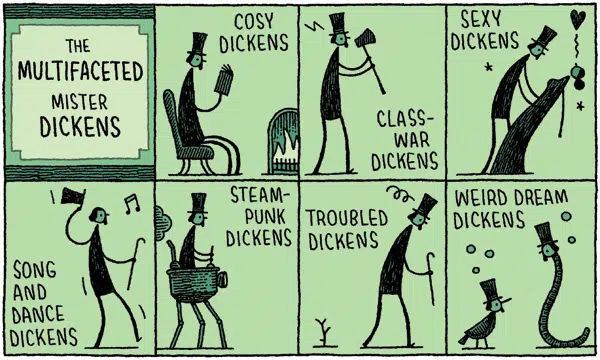 THE
MULTIFACETED
MISTER
DICKENS
COSY
DICKENS
CLASS-
WAR
DICKENS
SEXY
DICKENS
SONG
AND
DANCE
DICKENS
STEAM-
PUNK
DICKENS
TROUBLED
DICKENS
WEIRD DREAM
DICKENS